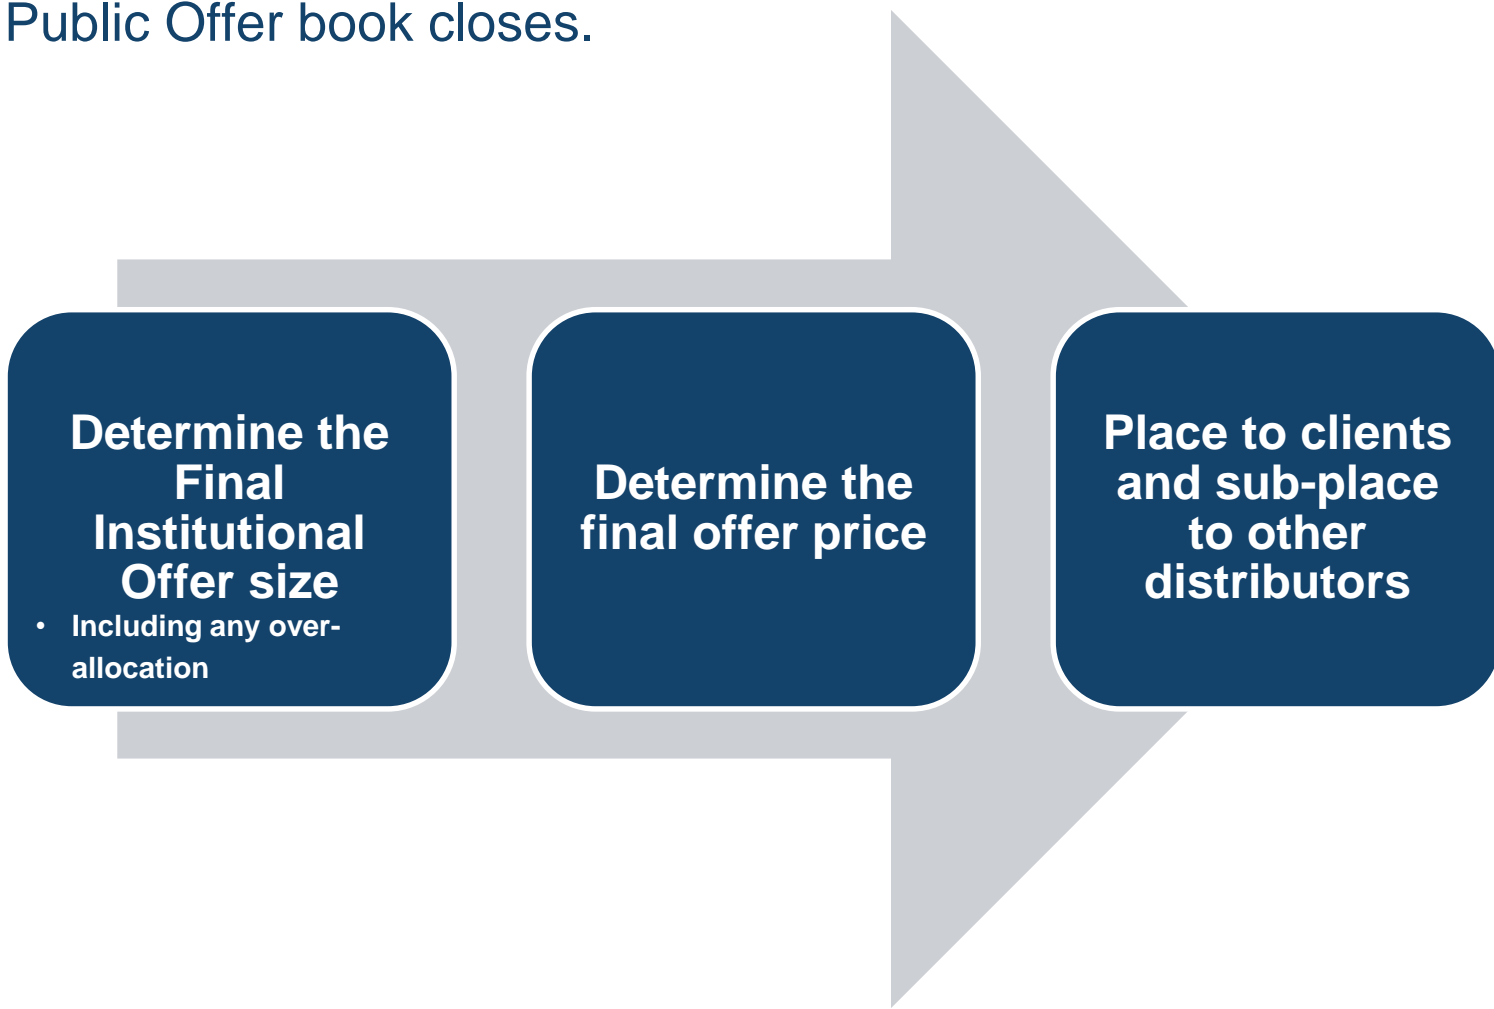 Public Offer book closes.
Determine the
Final
Institutional
Offer size
• Including any over-
allocation
Determine the
final offer price
Place to clients
and sub-place
to other
distributors